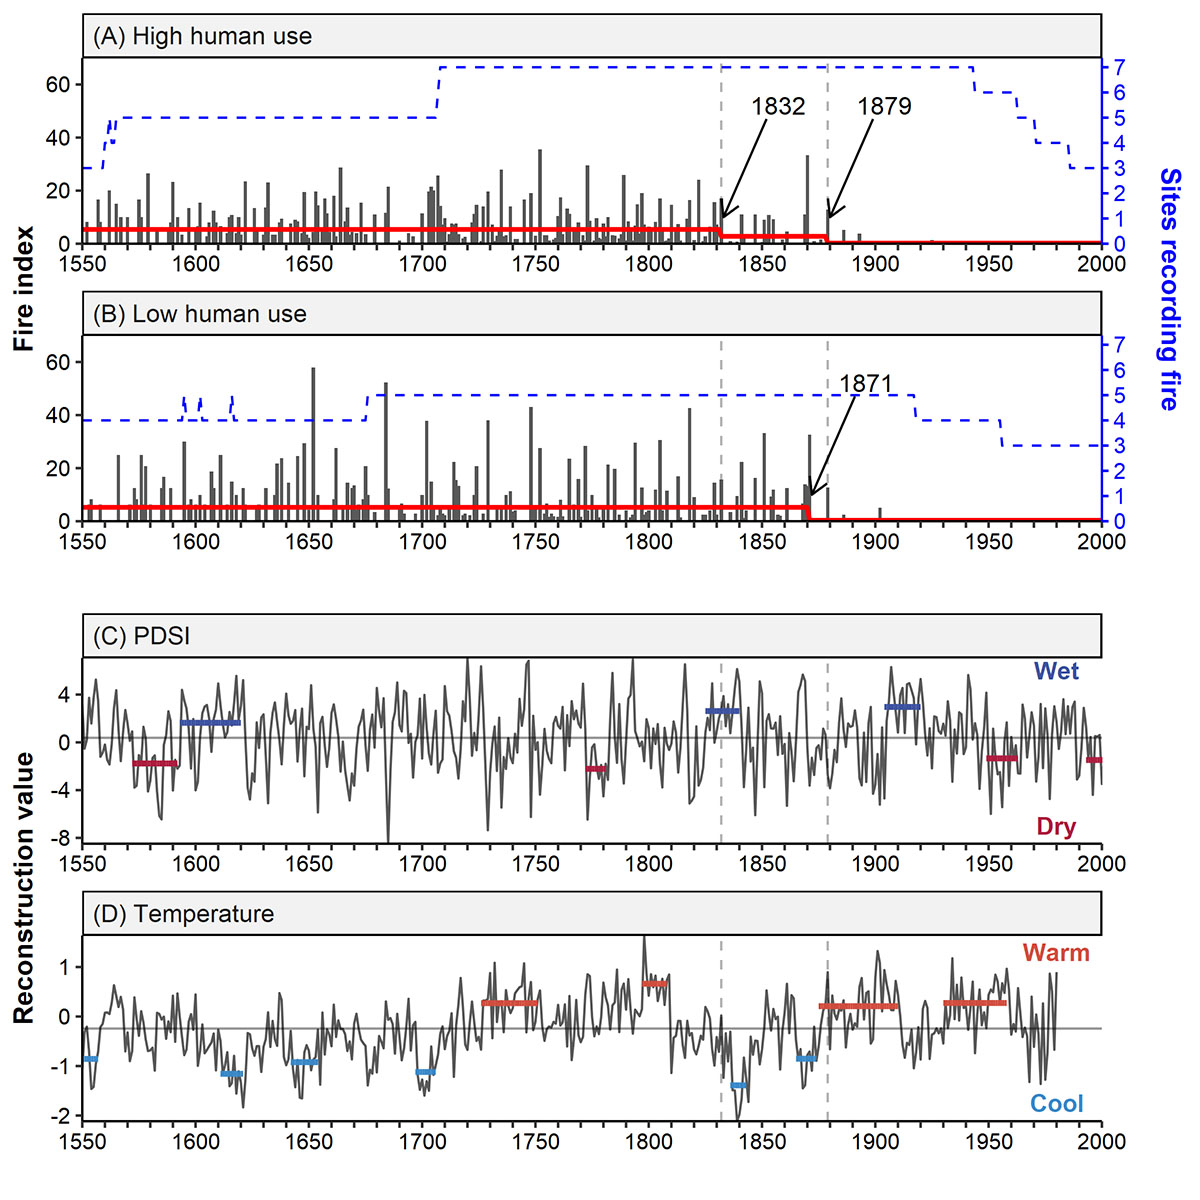 (A) High human use
60
40
20
0
7
6
5
4
3
2
1
0
1832
1879
1550 1600 1650 1700 1750 1800 1850 1900 1950 2000
Fire index
Sites recording fire
(B) Low human use
60
40
20
0
7
6
5
4
3
2
1
0
1871
1550 1600 1650 1700 1750 1800 1850 1900 1950 2000
(C) PDSI
4
0
-4
-8
Wet
Dry
1550 1600 1650 1700 1750 1800 1850 1900 1950 2000
Reconstruction value
(D) Temperature
1
0
-1
-2
Warm
Cool
1550 1600 1650 1700 1750 1800 1850 1900 1950 2000